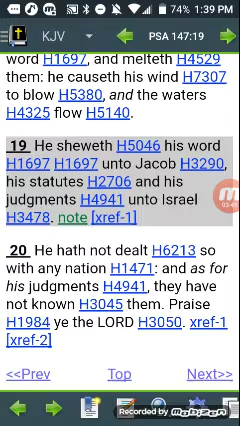 74% 1:39 PM
KJV PSA 147:19
word H1697, and melteth H4529
them: he causeth his wind H7307
to blow H5380, and the waters
H4325 flow H5140.
19 He sheweth H5046 his word
H1697 H1697 unto Jacob H3290,
his statutes H2706 and his
judgments H4941 unto Israel
H3478. note [xref-1]
20 He hath not dealt H6213 so
with any nation H1471: and as for
his judgments H4941, they have
not known H3045 them. Praise
H1984 ye the LORD H3050. xref-1
[xref-2]
<<Prev Top Next>>
Recorded by MOBIZEN